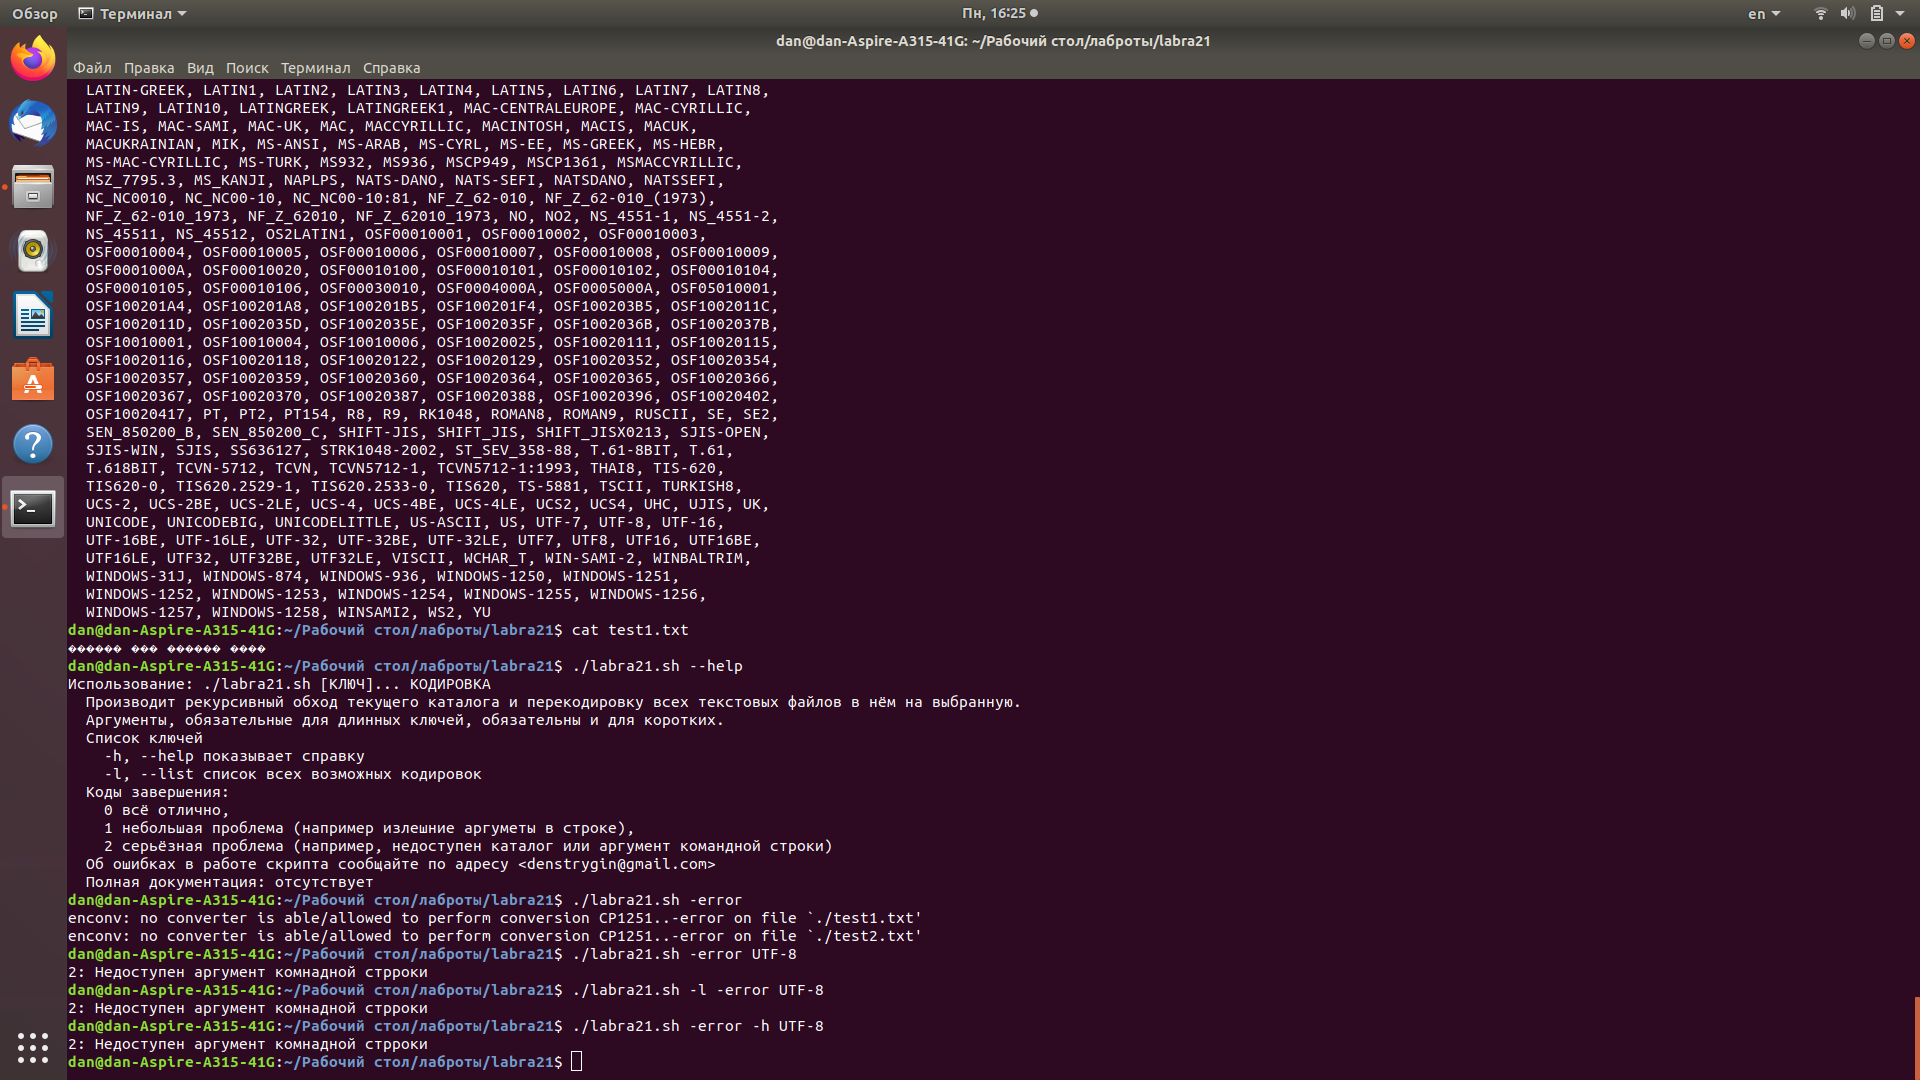 Обзор
Терминал
Пн, 16:25
en
dan@dan-Aspire-A315-41G: ~/Рабочий стол/лаброты/labra21
Файл Правка Вид Поиск Терминал Справка
LATIN-GREEK, LATIN1, LATIN2, LATIN3, LATIN4, LATIN5, LATIN6, LATIN7, LATIN8,
LATIN9, LATIN10, LATINGREEK, LATINGREEK1, MAC-CENTRALEUROPE, MAC-CYRILLIC,
MAC-IS, MAC-SAMI, MAC-UK, MAC, MACCYRILLIC, MACINTOSH, MACIS, MACUK,
MACUKRAINIAN, MIK, MS-ANSI, MS-ARAB, MS-CYRL, MS-EE, MS-GREEK, MS-HEBR,
MS-MAC-CYRILLIC, MS-TURK, MS932, MS936, MSCP949, MSCP1361, MSMACCYRILLIC,
MSZ_7795.3, MS_KANJI, NAPLPS, NATS-DANO, NATS-SEFI, NATSDANO, NATSSEFI,
NC_NC0010, NC_NC00-10, NC_NC00-10:81, NF_Z_62-010, NF_Z_62-010_(1973),
NF_Z_62-010_1973, NF_Z_62010, NF_Z_62010_1973, NO, NO2, NS_4551-1, NS_4551-2,
NS_45511, NS_45512, OS2LATIN1, OSF00010001, OSF00010002, OSF00010003,
OSF00010004, OSF00010005, OSF00010006, OSF00010007, OSF00010008, OSF00010009,
OSF0001000A, OSF00010020, OSF00010100, OSF00010101, OSF00010102, OSF00010104,
OSF00010105, OSF00010106, OSF00030010, OSF0004000A, OSF0005000A, OSF05010001,
OSF100201A4, OSF100201A8, OSF100201B5, OSF100201F4, OSF100203B5, OSF1002011C,
OSF1002011D, OSF1002035D, OSF1002035E, OSF1002035F, OSF1002036B, OSF1002037B,
OSF10010001, OSF10010004, OSF10010006, OSF10020025, OSF10020111, OSF10020115,
OSF10020116, OSF10020118, OSF10020122, OSF10020129, OSF10020352, OSF10020354,
OSF10020357, OSF10020359, OSF10020360, OSF10020364, OSF10020365, OSF10020366,
OSF10020367, OSF10020370, OSF10020387, OSF10020388, OSF10020396, OSF10020402,
OSF10020417, PT, PT2, PT154, R8, R9, RK1048, ROMAN8, ROMAN9, RUSCII, SE, SE2,
SEN_850200_B, SEN_850200_C, SHIFT-JIS, SHIFT_JIS, SHIFT_JISX0213, SJIS-OPEN,
SJIS-WIN, SJIS, SS636127, STRK1048-2002, ST_SEV_358-88, T.61-8BIT, T.61,
T.618BIT, TCVN-5712, TCVN, TCVN5712-1, TCVN5712-1:1993, THAI8, TIS-620,
TIS620-0, TIS620.2529-1, TIS620.2533-0, TIS620, TS-5881, TSCII, TURKISH8,
UCS-2, UCS-2BE, UCS-2LE, UCS-4, UCS-4BE, UCS-4LE, UCS2, UCS4, UHC, UJIS, UK,
UNICODE, UNICODEBIG, UNICODELITTLE, US-ASCII, US, UTF-7, UTF-8, UTF-16,
UTF-16BE, UTF-16LE, UTF-32, UTF-32BE, UTF-32LE, UTF7, UTF8, UTF16, UTF16BE,
UTF16LE, UTF32, UTF32BE, UTF32LE, VISCII, WCHAR_T, WIN-SAMI-2, WINBALTRIM,
WINDOWS-31J, WINDOWS-874, WINDOWS-936, WINDOWS-1250, WINDOWS-1251,
WINDOWS-1252, WINDOWS-1253, WINDOWS-1254, WINDOWS-1255, WINDOWS-1256,
WINDOWS-1257, WINDOWS-1258, WINSAMI2, WS2, YU
dan@dan-Aspire-A315-41G:~/Рабочий стол/лаброты/labra21$ cat test1.txt
������ ��� ������ ����
dan@dan-Aspire-A315-41G:~/Рабочий стол/лаброты/labra21$ ./labra21.sh --help
Использование: ./labra21.sh [КЛЮЧ]... КОДИРОВКА
Производит рекурсивный обход текущего каталога и перекодировку всех текстовых файлов в нём на выбранную.
Аргументы, обязательные для длинных ключей, обязательны и для коротких.
Список ключей
-h, --help показывает справку
-l, --list список всех возможных кодировок
Коды завершения:
0 всё отлично,
1 небольшая проблема (например излешние аргуметы в строке),
2 серьёзная проблема (например, недоступен каталог или аргумент командной строки)
Об ошибках в работе скрипта сообщайте по адресу <denstrygin@gmail.com>
Полная документация: отсутствует
dan@dan-Aspire-A315-41G:~/Рабочий стол/лаброты/labra21$ ./labra21.sh -error
enconv: no converter is able/allowed to perform conversion CP1251..-error on file `./test1.txt'
enconv: no converter is able/allowed to perform conversion CP1251..-error on file `./test2.txt'
dan@dan-Aspire-A315-41G:~/Рабочий стол/лаброты/labra21$ ./labra21.sh -error UTF-8
2: Недоступен аргумент комнадной стрроки
dan@dan-Aspire-A315-41G:~/Рабочий стол/лаброты/labra21$ ./labra21.sh -l -error UTF-8
2: Недоступен аргумент комнадной стрроки
dan@dan-Aspire-A315-41G:~/Рабочий стол/лаброты/labra21$ ./labra21.sh -error -h UTF-8
2: Недоступен аргумент комнадной стрроки
dan@dan-Aspire-A315-41G:~/Рабочий стол/лаброты/labra21$